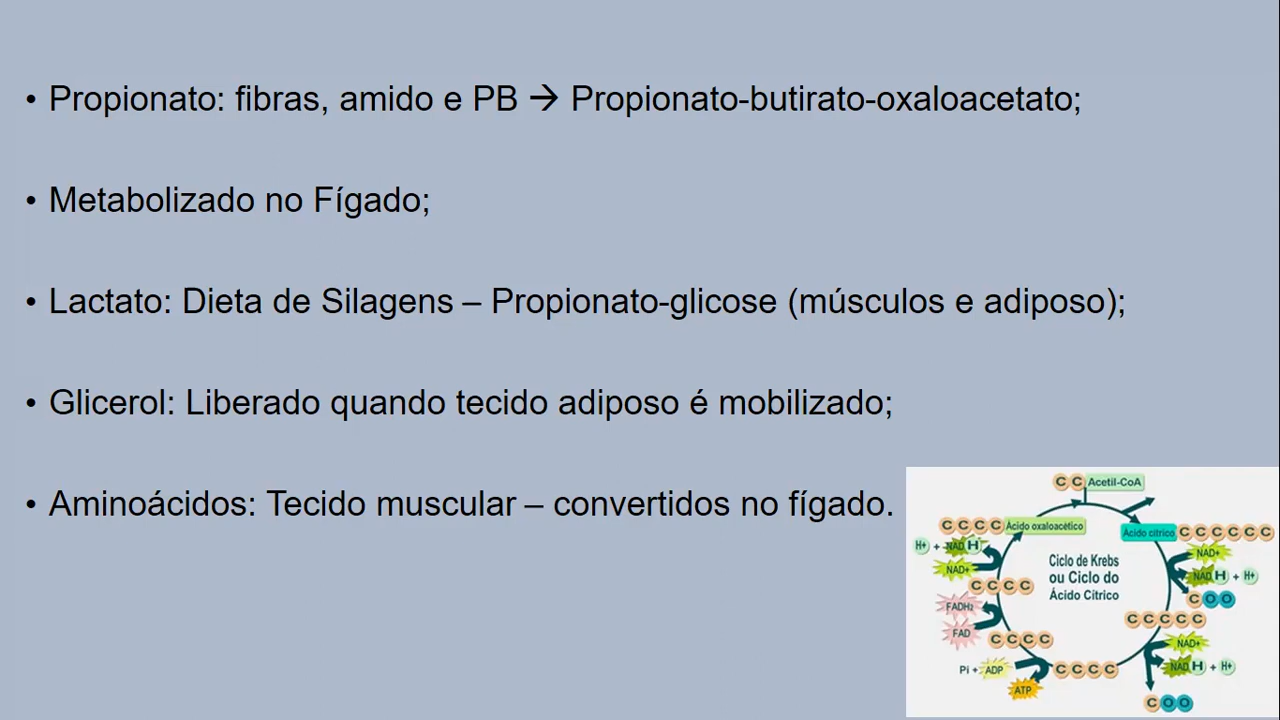 • Propionato: fibras, amido e PB → Propionato-butirato-oxaloacetato;
• Metabolizado no Fígado;
• Lactato: Dieta de Silagens – Propionato-glicose (músculos e adiposo);
• Glicerol: Liberado quando tecido adiposo é mobilizado;
• Aminoácidos: Tecido muscular – convertidos no fígado.
C C Acetil-CoA
C C C C Ácido oxaloacético
Ácido cítrico C C C C C C
H+ + NAD H
NAD+
Ciclo de Krebs
ou Ciclo do
Ácido Cítrico
NAD+
NAD H + H+
C O O
C C C C
FADH₂
FAD
C C C C C
C C C C
NAD+
NAD H + H+
Pi + ADP
ATP
C C C C
C O O